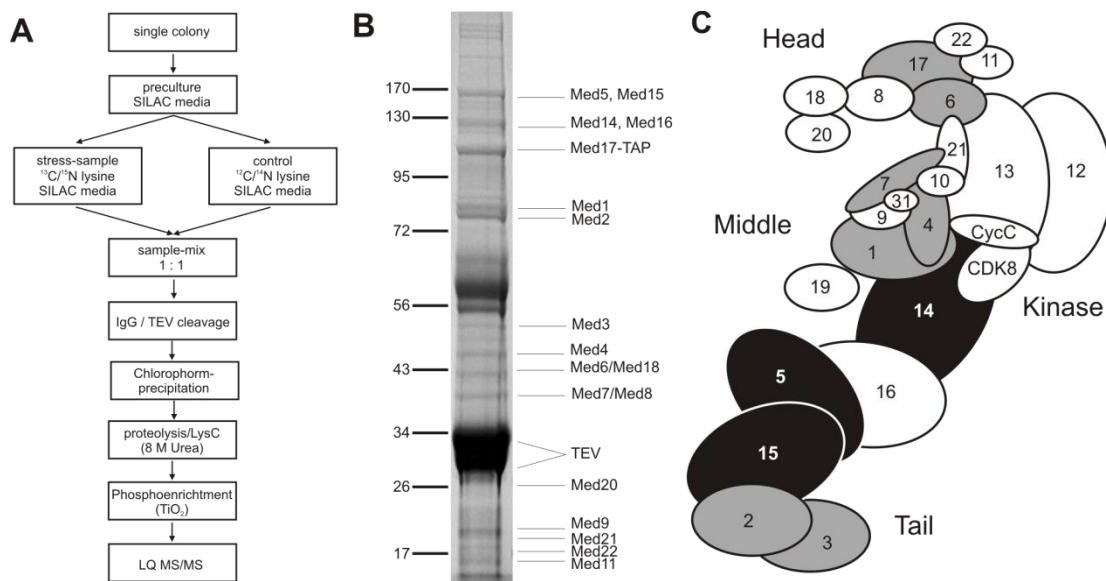 A
single colony
preculture
SILAC media
stress-sample
¹³C/¹⁵N lysine
SILAC media
control
¹²C/¹⁴N lysine
SILAC media
sample-mix
1 : 1
IgG / TEV cleavage
Chlorophorm-
precipitation
proteolysis/LysC
(8 M Urea)
Phosphoenrichtment
(TiO₂)
LQ MS/MS
B
170
130
95
72
56
43
34
26
17
Med5, Med15
Med14, Med16
Med17-TAP
Med1
Med2
Med3
Med4
Med6/Med18
Med7/Med8
TEV
Med20
Med9
Med21
Med22
Med11
C
Head
22
17
11
18
8
6
20
21
13
12
7
10
31
9
4
Middle
1
CycC
CDK8
19
14
Kinase
5
16
15
2
3
Tail